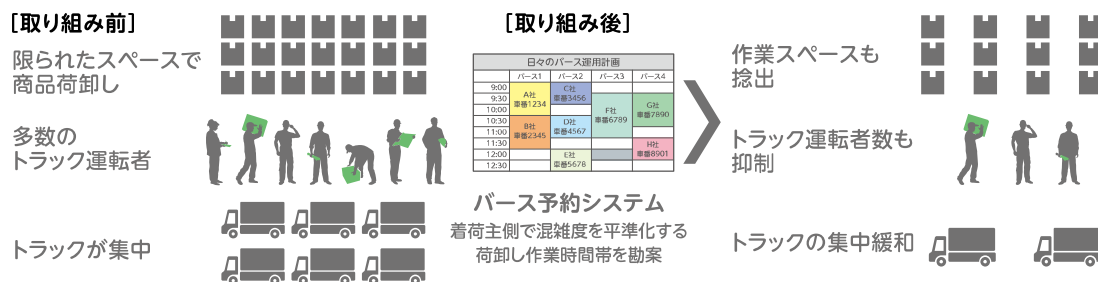 [取り組み前]
限られたスペースで
商品荷卸し
多数の
トラック運転者
トラックが集中
[取り組み後]
日々のバース運用計画
バース1 バース2 バース3 バース4
9:00
9:30
10:00
10:30
11:00
11:30
12:00
12:30
A社
車番1234
B社
車番2345
C社
車番3456
D社
車番4567
E社
車番5678
F社
車番6789
G社
車番7890
H社
車番8901
バース予約システム
着荷主側で混雑度を平準化する
荷卸し作業時間帯を勘案
作業スペースも
捻出
トラック運転者数も
抑制
トラックの集中緩和